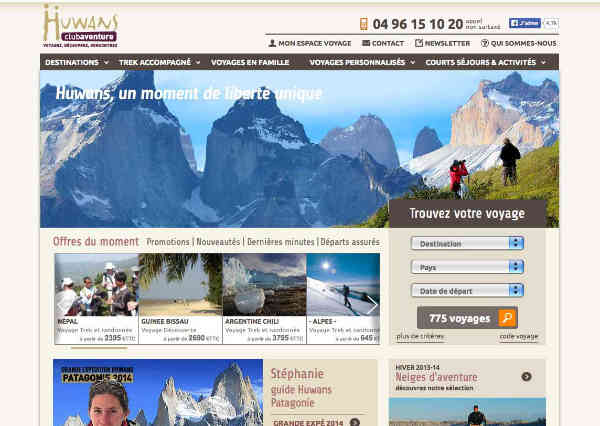 HUWANS
clubaventure
VOYAGES, DÉCOUVERTES, RENCONTRES
04 96 15 10 20 appel non surtaxé
J'aime 4,7k
MON ESPACE VOYAGE CONTACT NEWSLETTER QUI SOMMES-NOUS
DESTINATIONS TREK ACCOMPAGNÉ VOYAGES EN FAMILLE VOYAGES PERSONNALISÉS COURTS SÉJOURS & ACTIVITÉS
Huwans, un moment de liberté unique
Trouvez votre voyage
Destination
Pays
Date de départ
775 voyages
plus de critères code voyage
Offres du moment Promotions | Nouveautés | Dernières minutes | Départs assurés
NÉPAL
Voyage Trek et randonnée
à partir de 2395 €TTC
GUINEE BISSAU
Voyage Découverte
à partir de 2690 €TTC
ARGENTINE CHILI
Voyage Trek et randonnée
à partir de 3795 €TTC
- ALPES -
Voyage Trek et randonnée
à partir de 645 €
GRANDE EXPÉDITION HUWANS
PATAGONIE 2014
Stéphanie
guide Huwans
Patagonie
GRANDE EXPÉ 2014
HIVER 2013-14
Neiges d'aventure
découvrez notre sélection